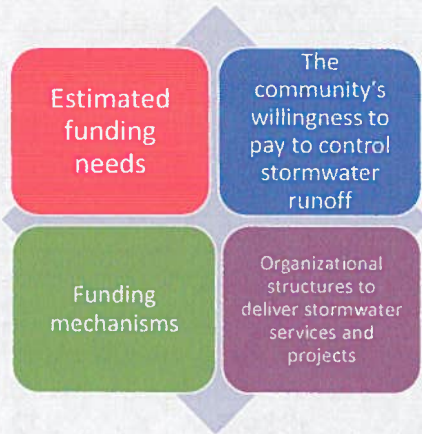 Estimated
funding
needs
The
community's
willingness to
pay to control
stormwater
runoff
Funding
mechanisms
Organizational
structures to
deliver stormwater
services and
projects